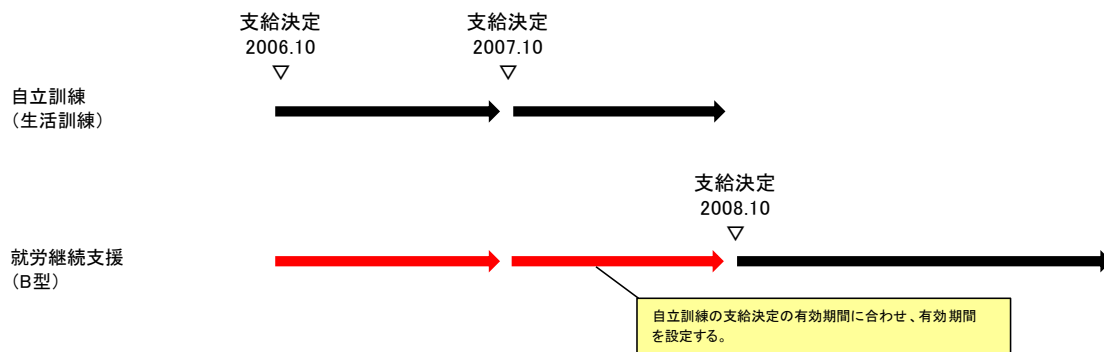 支給決定
2006.10
▽
支給決定
2007.10
▽
自立訓練
（生活訓練）
支給決定
2008.10
▽
就労継続支援
（B型）
自立訓練の支給決定の有効期間に合わせ、有効期間
を設定する。